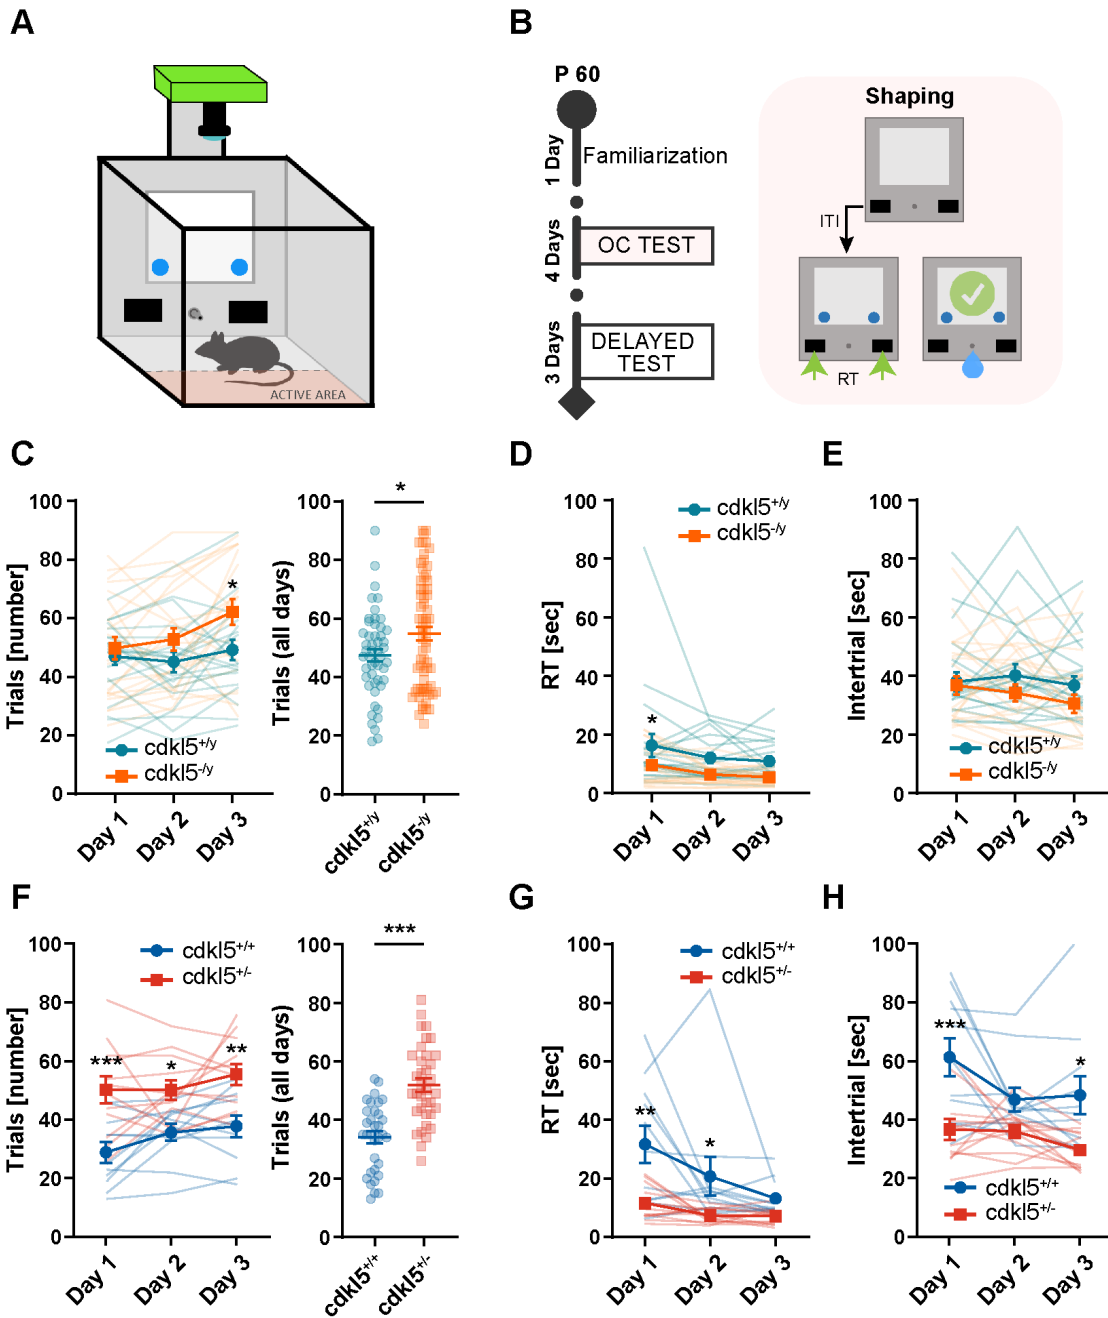 A
ACTIVE AREA
B
P 60
1 Day
Familiarization
4 Days
OC TEST
3 Days
DELAYED
TEST
Shaping
ITI
RT
C
Trials [number]
100
80
60
40
20
0
*
cdkl5+/y
cdkl5-/y
Day 1
Day 2
Day 3
Trials (all days)
100
80
60
40
20
0
*
cdkl5+/y
cdkl5-/y
D
RT [sec]
100
80
60
40
20
0
cdkl5+/y
cdkl5-/y
*
Day 1
Day 2
Day 3
E
Intertrial [sec]
100
80
60
40
20
0
cdkl5+/y
cdkl5-/y
Day 1
Day 2
Day 3
F
Trials [number]
100
80
60
40
20
0
cdkl5+/+
cdkl5+/-
***
*
**
Day 1
Day 2
Day 3
Trials (all days)
100
80
60
40
20
0
***
cdkl5+/+
cdkl5+/-
G
RT [sec]
100
80
60
40
20
0
cdkl5+/+
cdkl5+/-
**
*
Day 1
Day 2
Day 3
H
Intertrial [sec]
100
80
60
40
20
0
***
*
cdkl5+/+
cdkl5+/-
Day 1
Day 2
Day 3